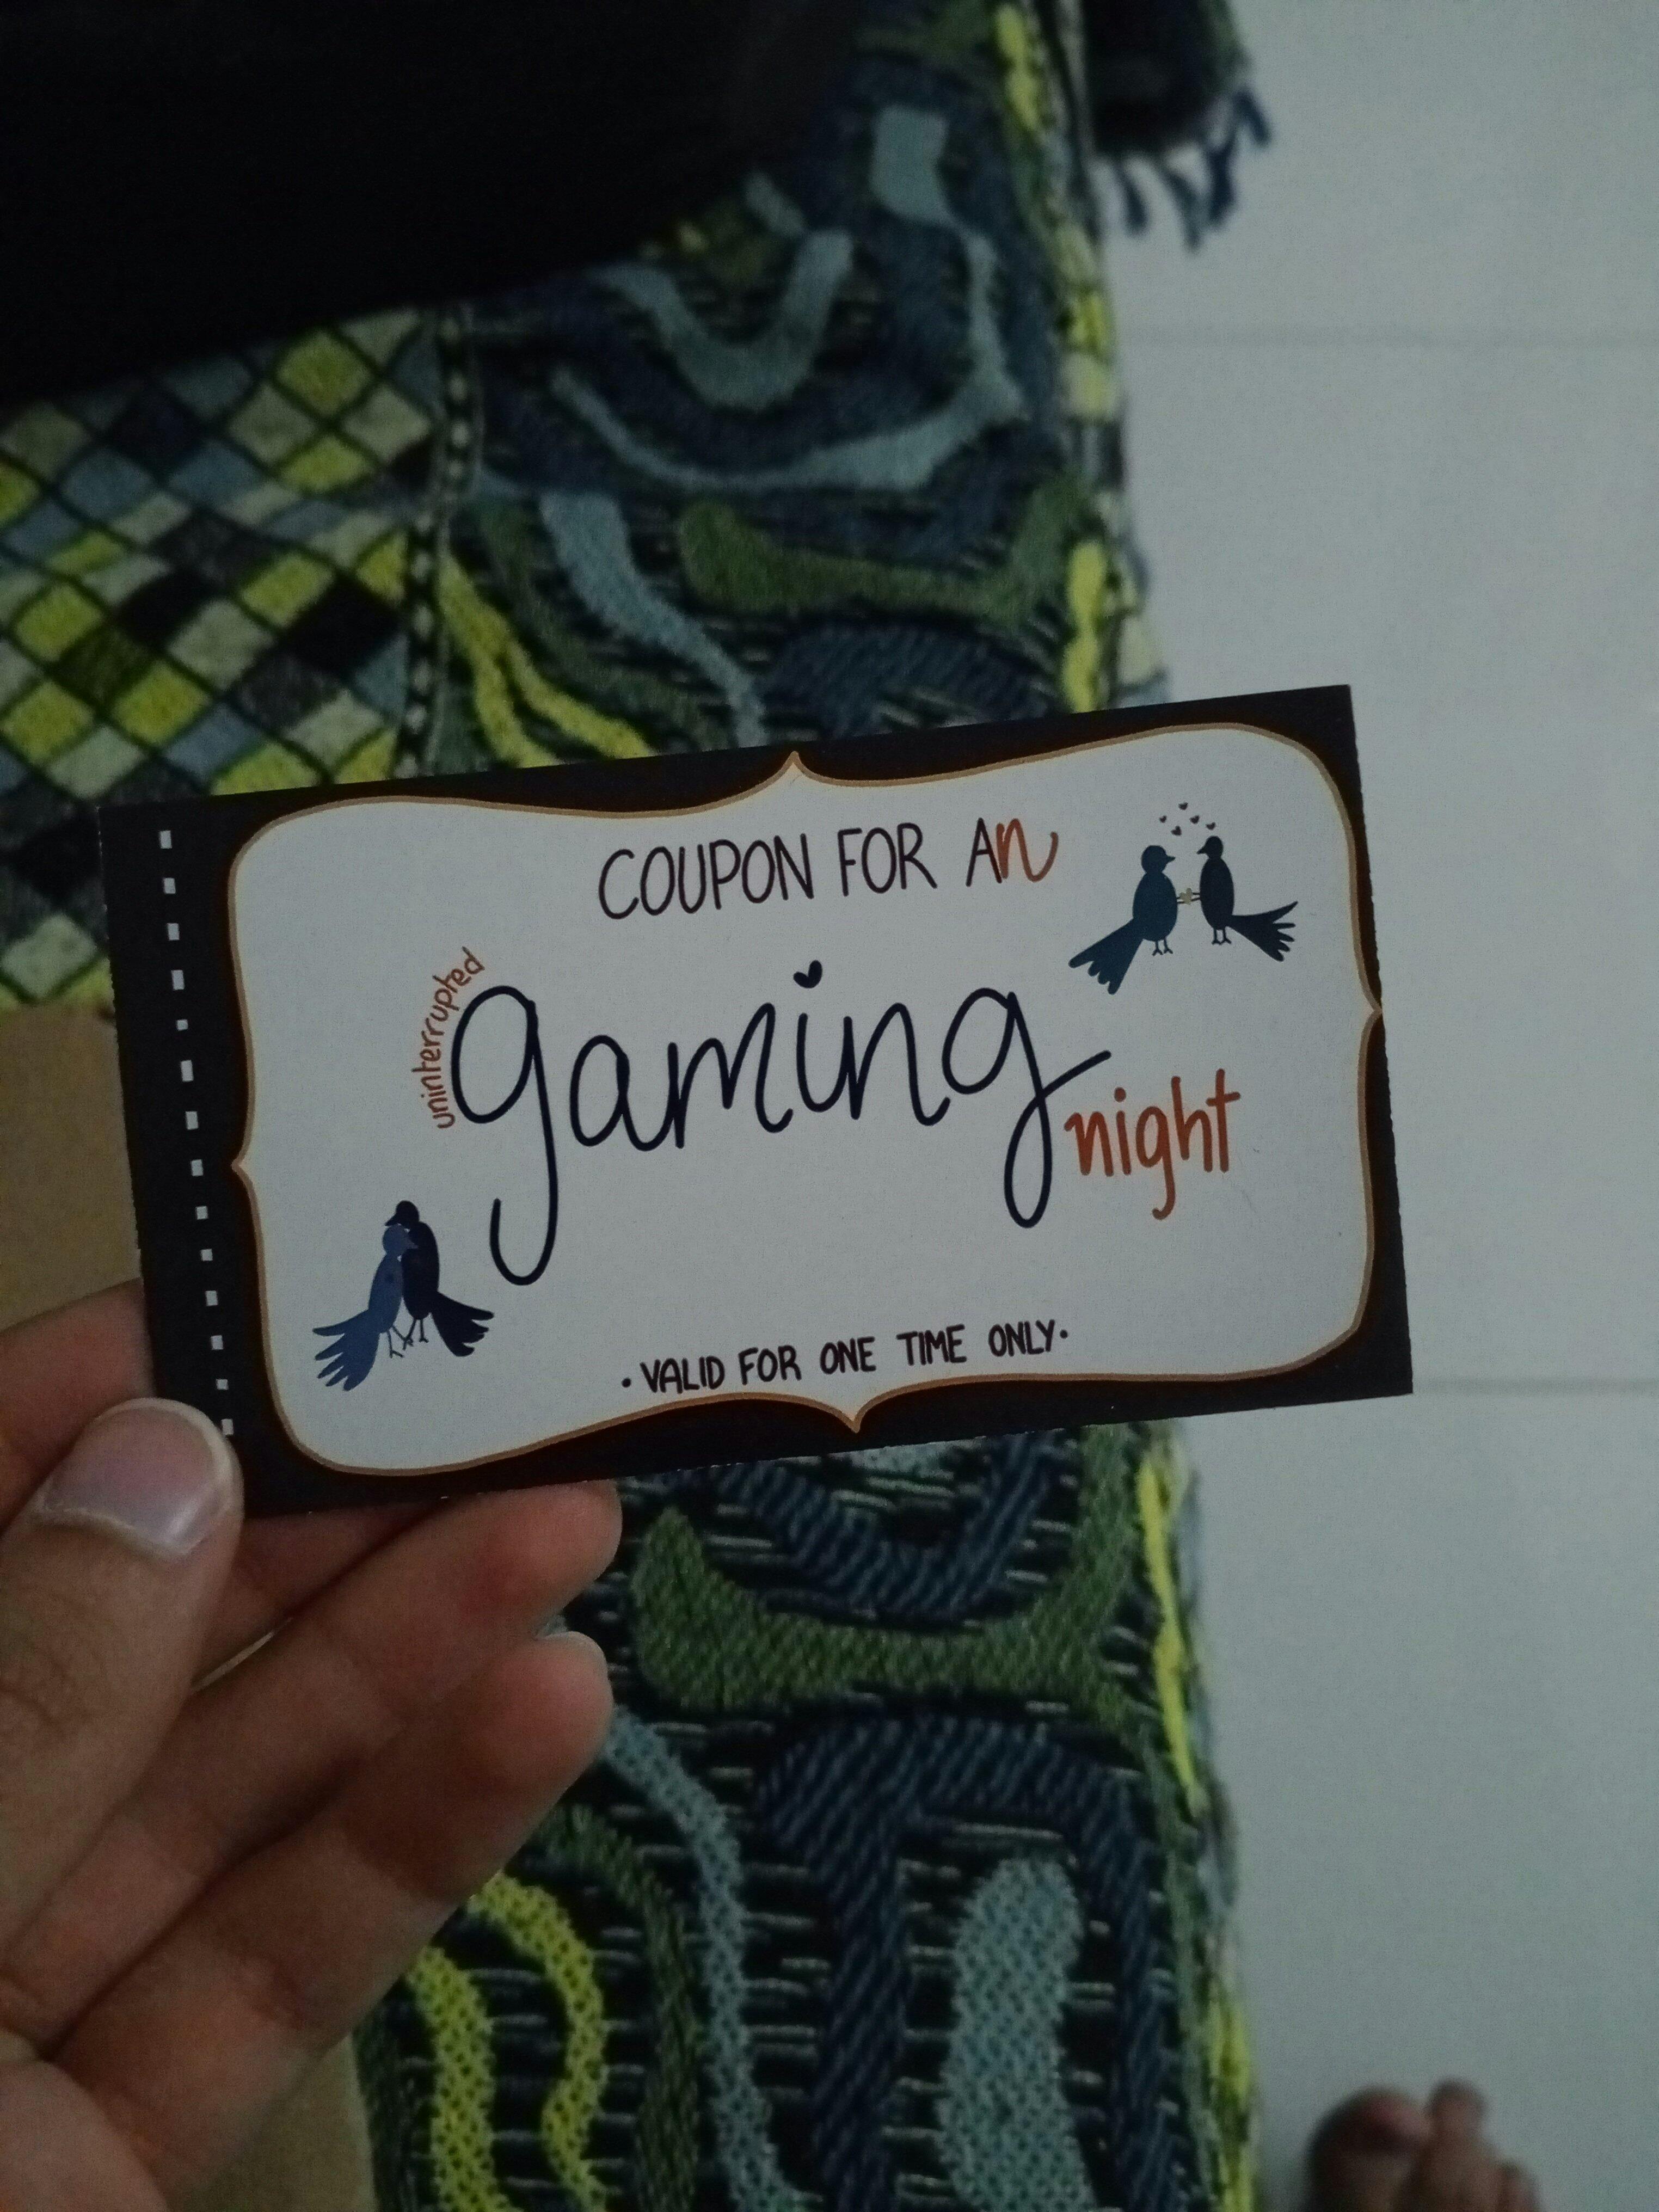 COUPON FOR An
uninterrupted
gaming
night
• VALID FOR ONE TIME ONLY•